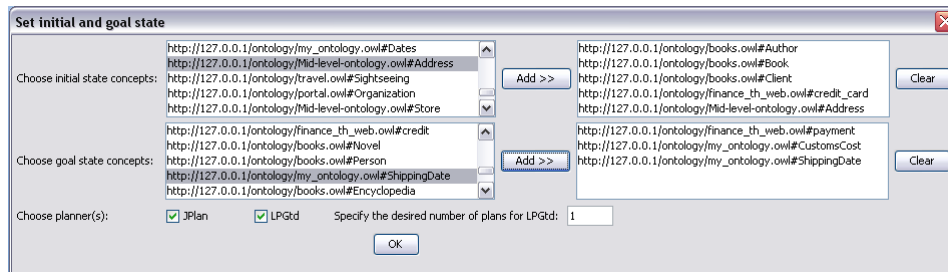 Set initial and goal state
Choose initial state concepts:
http://127.0.0.1/ontology/my_ontology.owl#Dates
http://127.0.0.1/ontology/Mid-level-ontology.owl#Address
http://127.0.0.1/ontology/travel.owl#Sightseeing
http://127.0.0.1/ontology/portal.owl#Organization
http://127.0.0.1/ontology/Mid-level-ontology.owl#Store
Add >>
http://127.0.0.1/ontology/books.owl#Author
http://127.0.0.1/ontology/books.owl#Book
http://127.0.0.1/ontology/books.owl#Client
http://127.0.0.1/ontology/finance_th_web.owl#credit_card
http://127.0.0.1/ontology/Mid-level-ontology.owl#Address
Clear
Choose goal state concepts:
http://127.0.0.1/ontology/finance_th_web.owl#credit
http://127.0.0.1/ontology/books.owl#Novel
http://127.0.0.1/ontology/books.owl#Person
http://127.0.0.1/ontology/my_ontology.owl#ShippingDate
http://127.0.0.1/ontology/books.owl#Encyclopedia
Add >>
http://127.0.0.1/ontology/finance_th_web.owl#payment
http://127.0.0.1/ontology/my_ontology.owl#CustomsCost
http://127.0.0.1/ontology/my_ontology.owl#ShippingDate
Clear
Choose planner(s): JPlan LPGtd Specify the desired number of plans for LPGtd: 1
OK